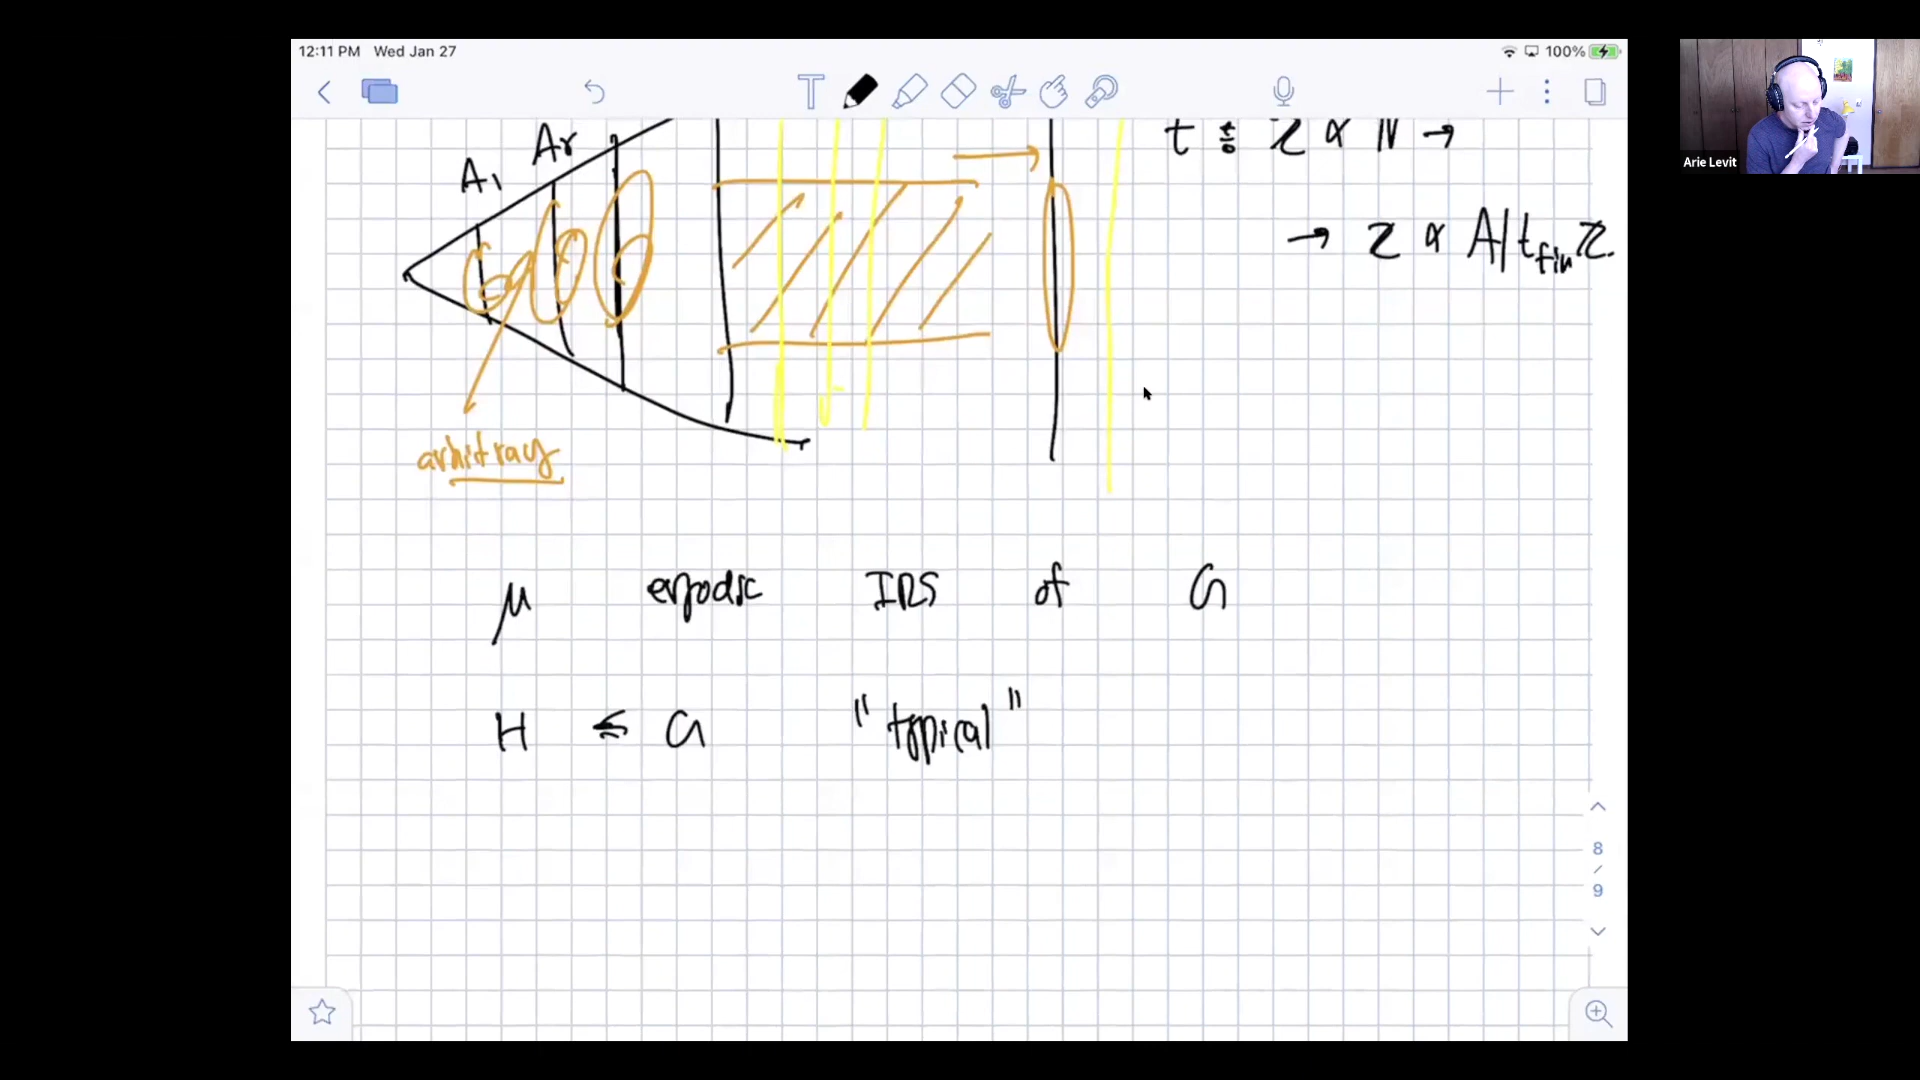 12:11 PM Wed Jan 27
100%
T
Arie Levit
A₁ Ar
Z ∝ N →
→ Z ∝ A/t_fin Z.
arbitrary
μ ergodic IRS of G
H ≤ G "typical"
8
/
9